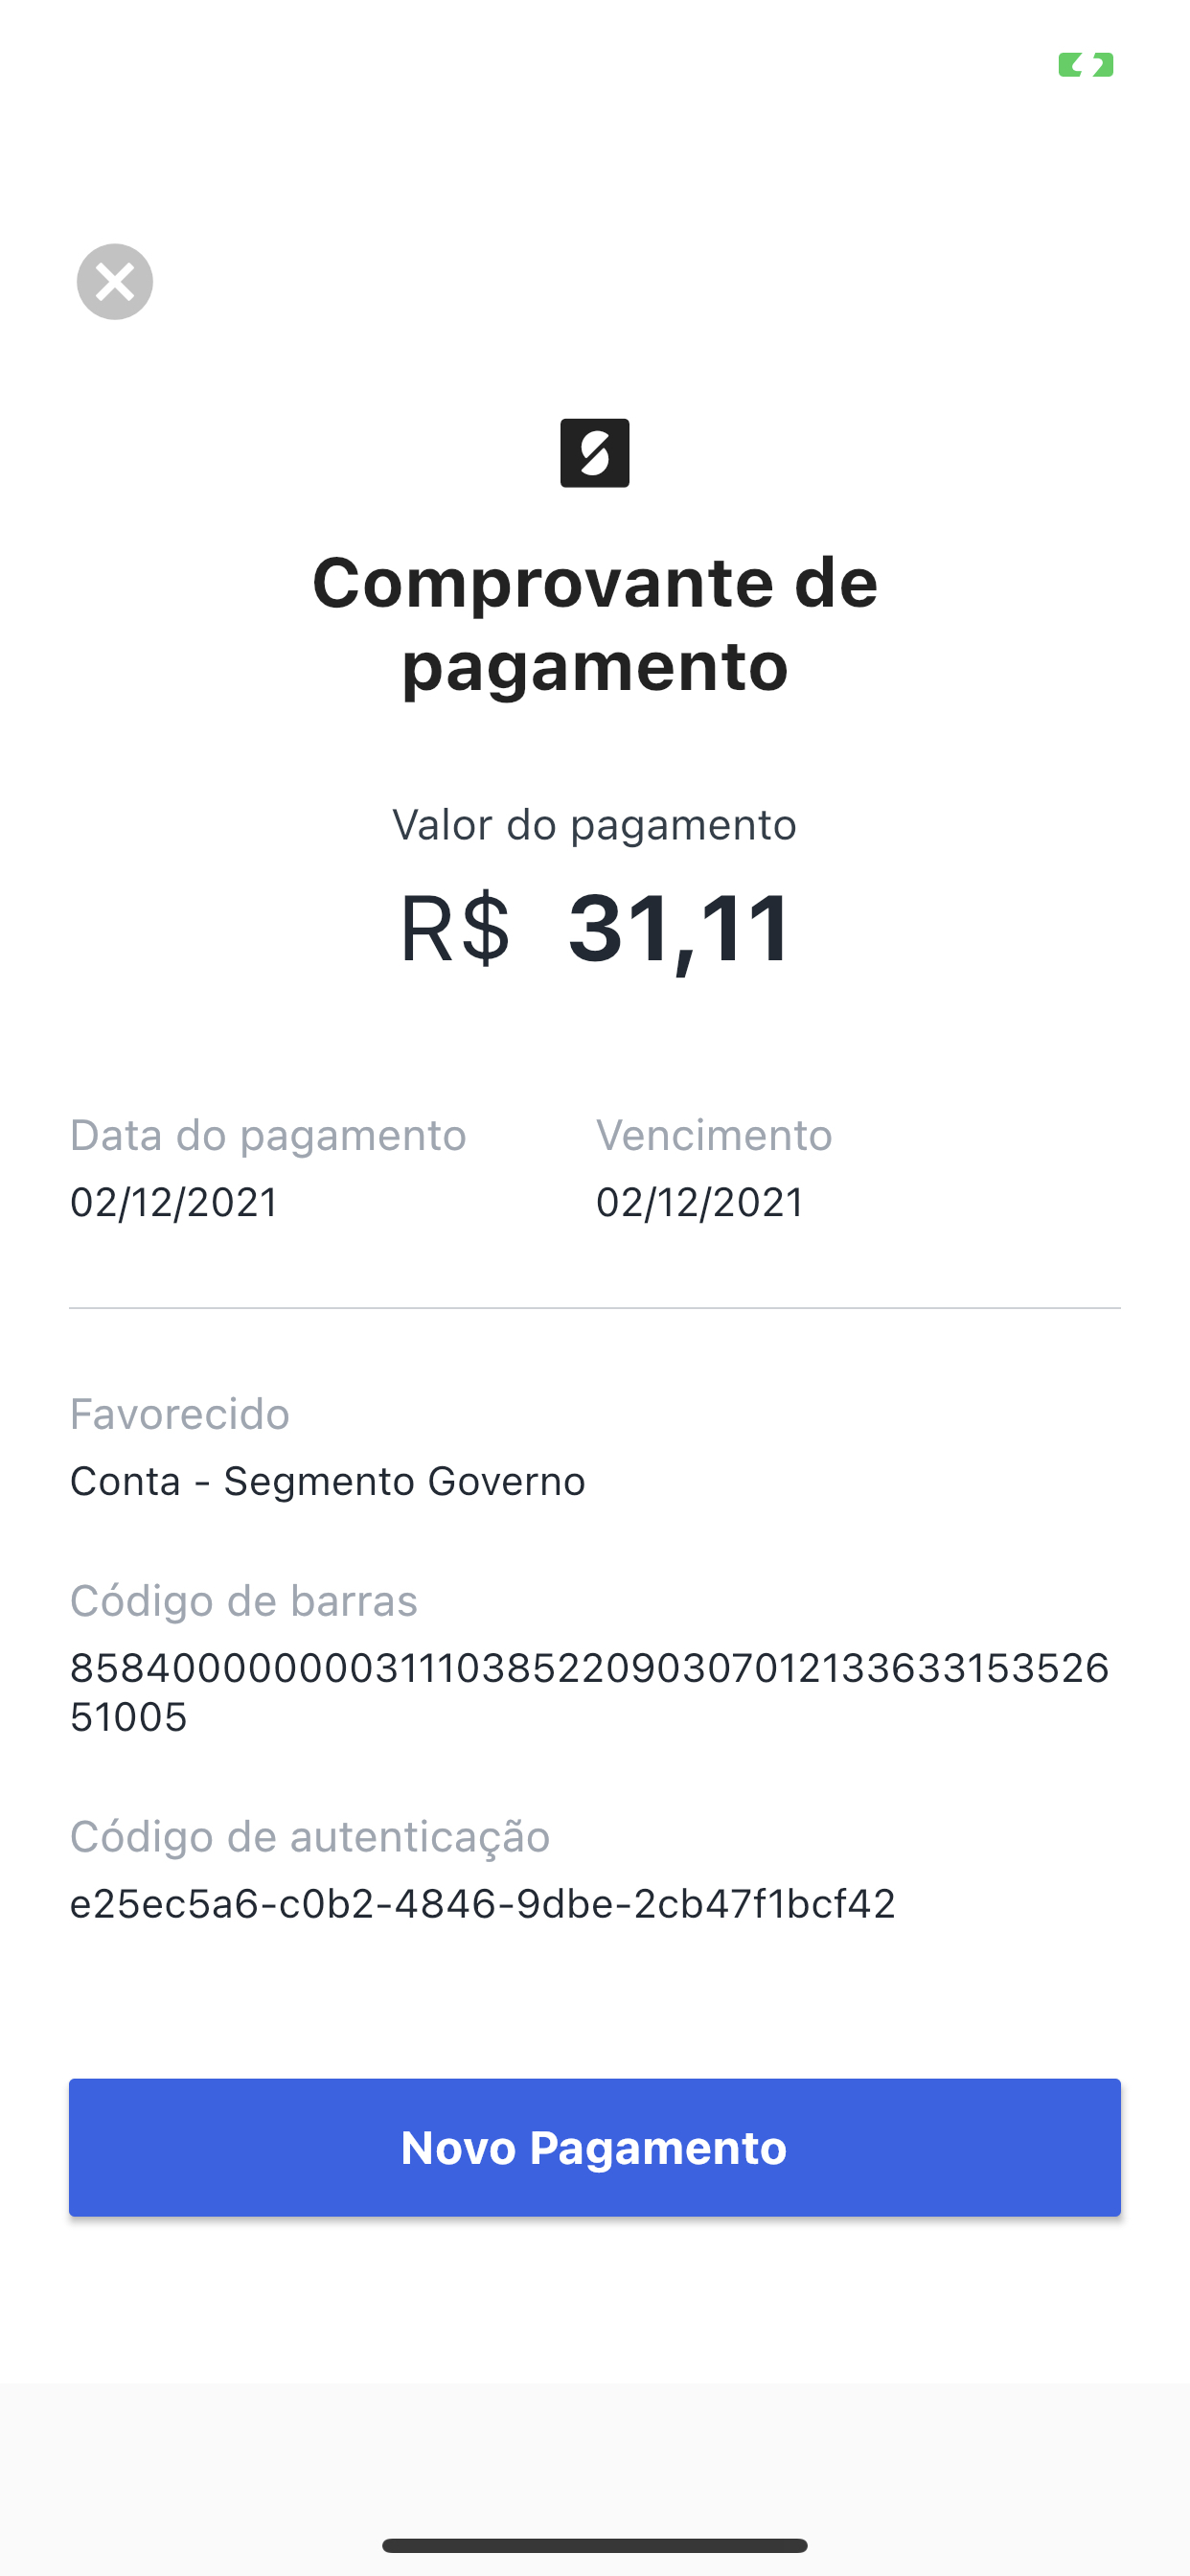 Comprovante de
pagamento
Valor do pagamento
R$ 31,11
Data do pagamento
Vencimento
02/12/2021
02/12/2021
Favorecido
Conta - Segmento Governo
Código de barras
8584000000003111038522090307012133633153526
51005
Código de autenticação
e25ec5a6-c0b2-4846-9dbe-2cb47f1bcf42
Novo Pagamento